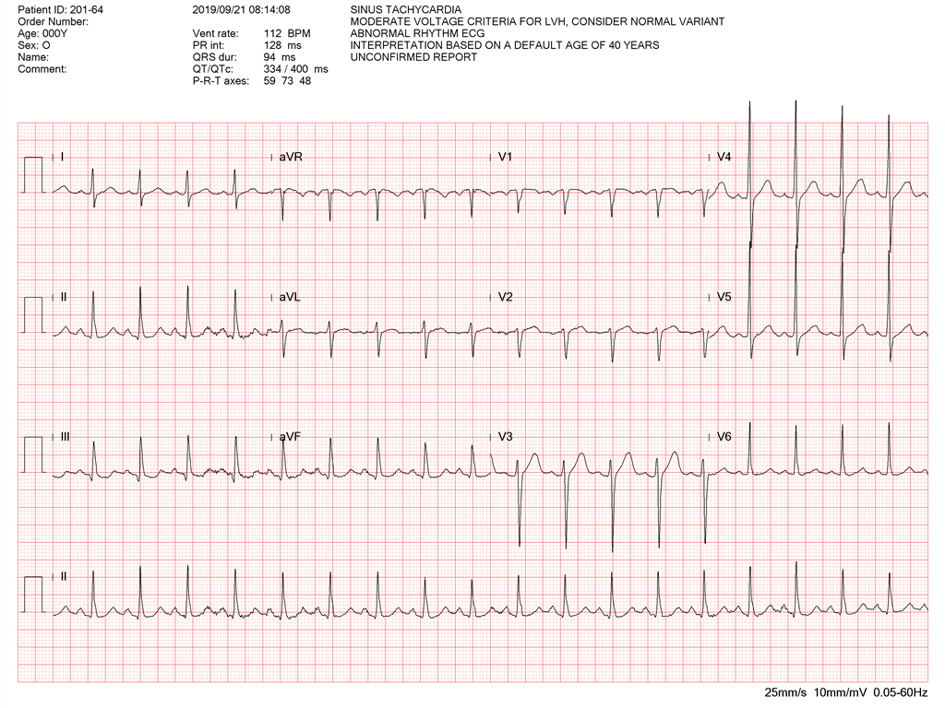 Patient ID: 201-64
Order Number:
Age: 000Y
Sex: O
Name:
Comment:
2019/09/21 08:14:08
Vent rate: 112 BPM
PR int: 128 ms
QRS dur: 94 ms
QT/QTc: 334 / 400 ms
P-R-T axes: 59 73 48
SINUS TACHYCARDIA
MODERATE VOLTAGE CRITERIA FOR LVH, CONSIDER NORMAL VARIANT
ABNORMAL RHYTHM ECG
INTERPRETATION BASED ON A DEFAULT AGE OF 40 YEARS
UNCONFIRMED REPORT
I aVR V1 V4
II aVL V2 V5
III aVF V3 V6
II
25mm/s 10mm/mV 0.05-60Hz